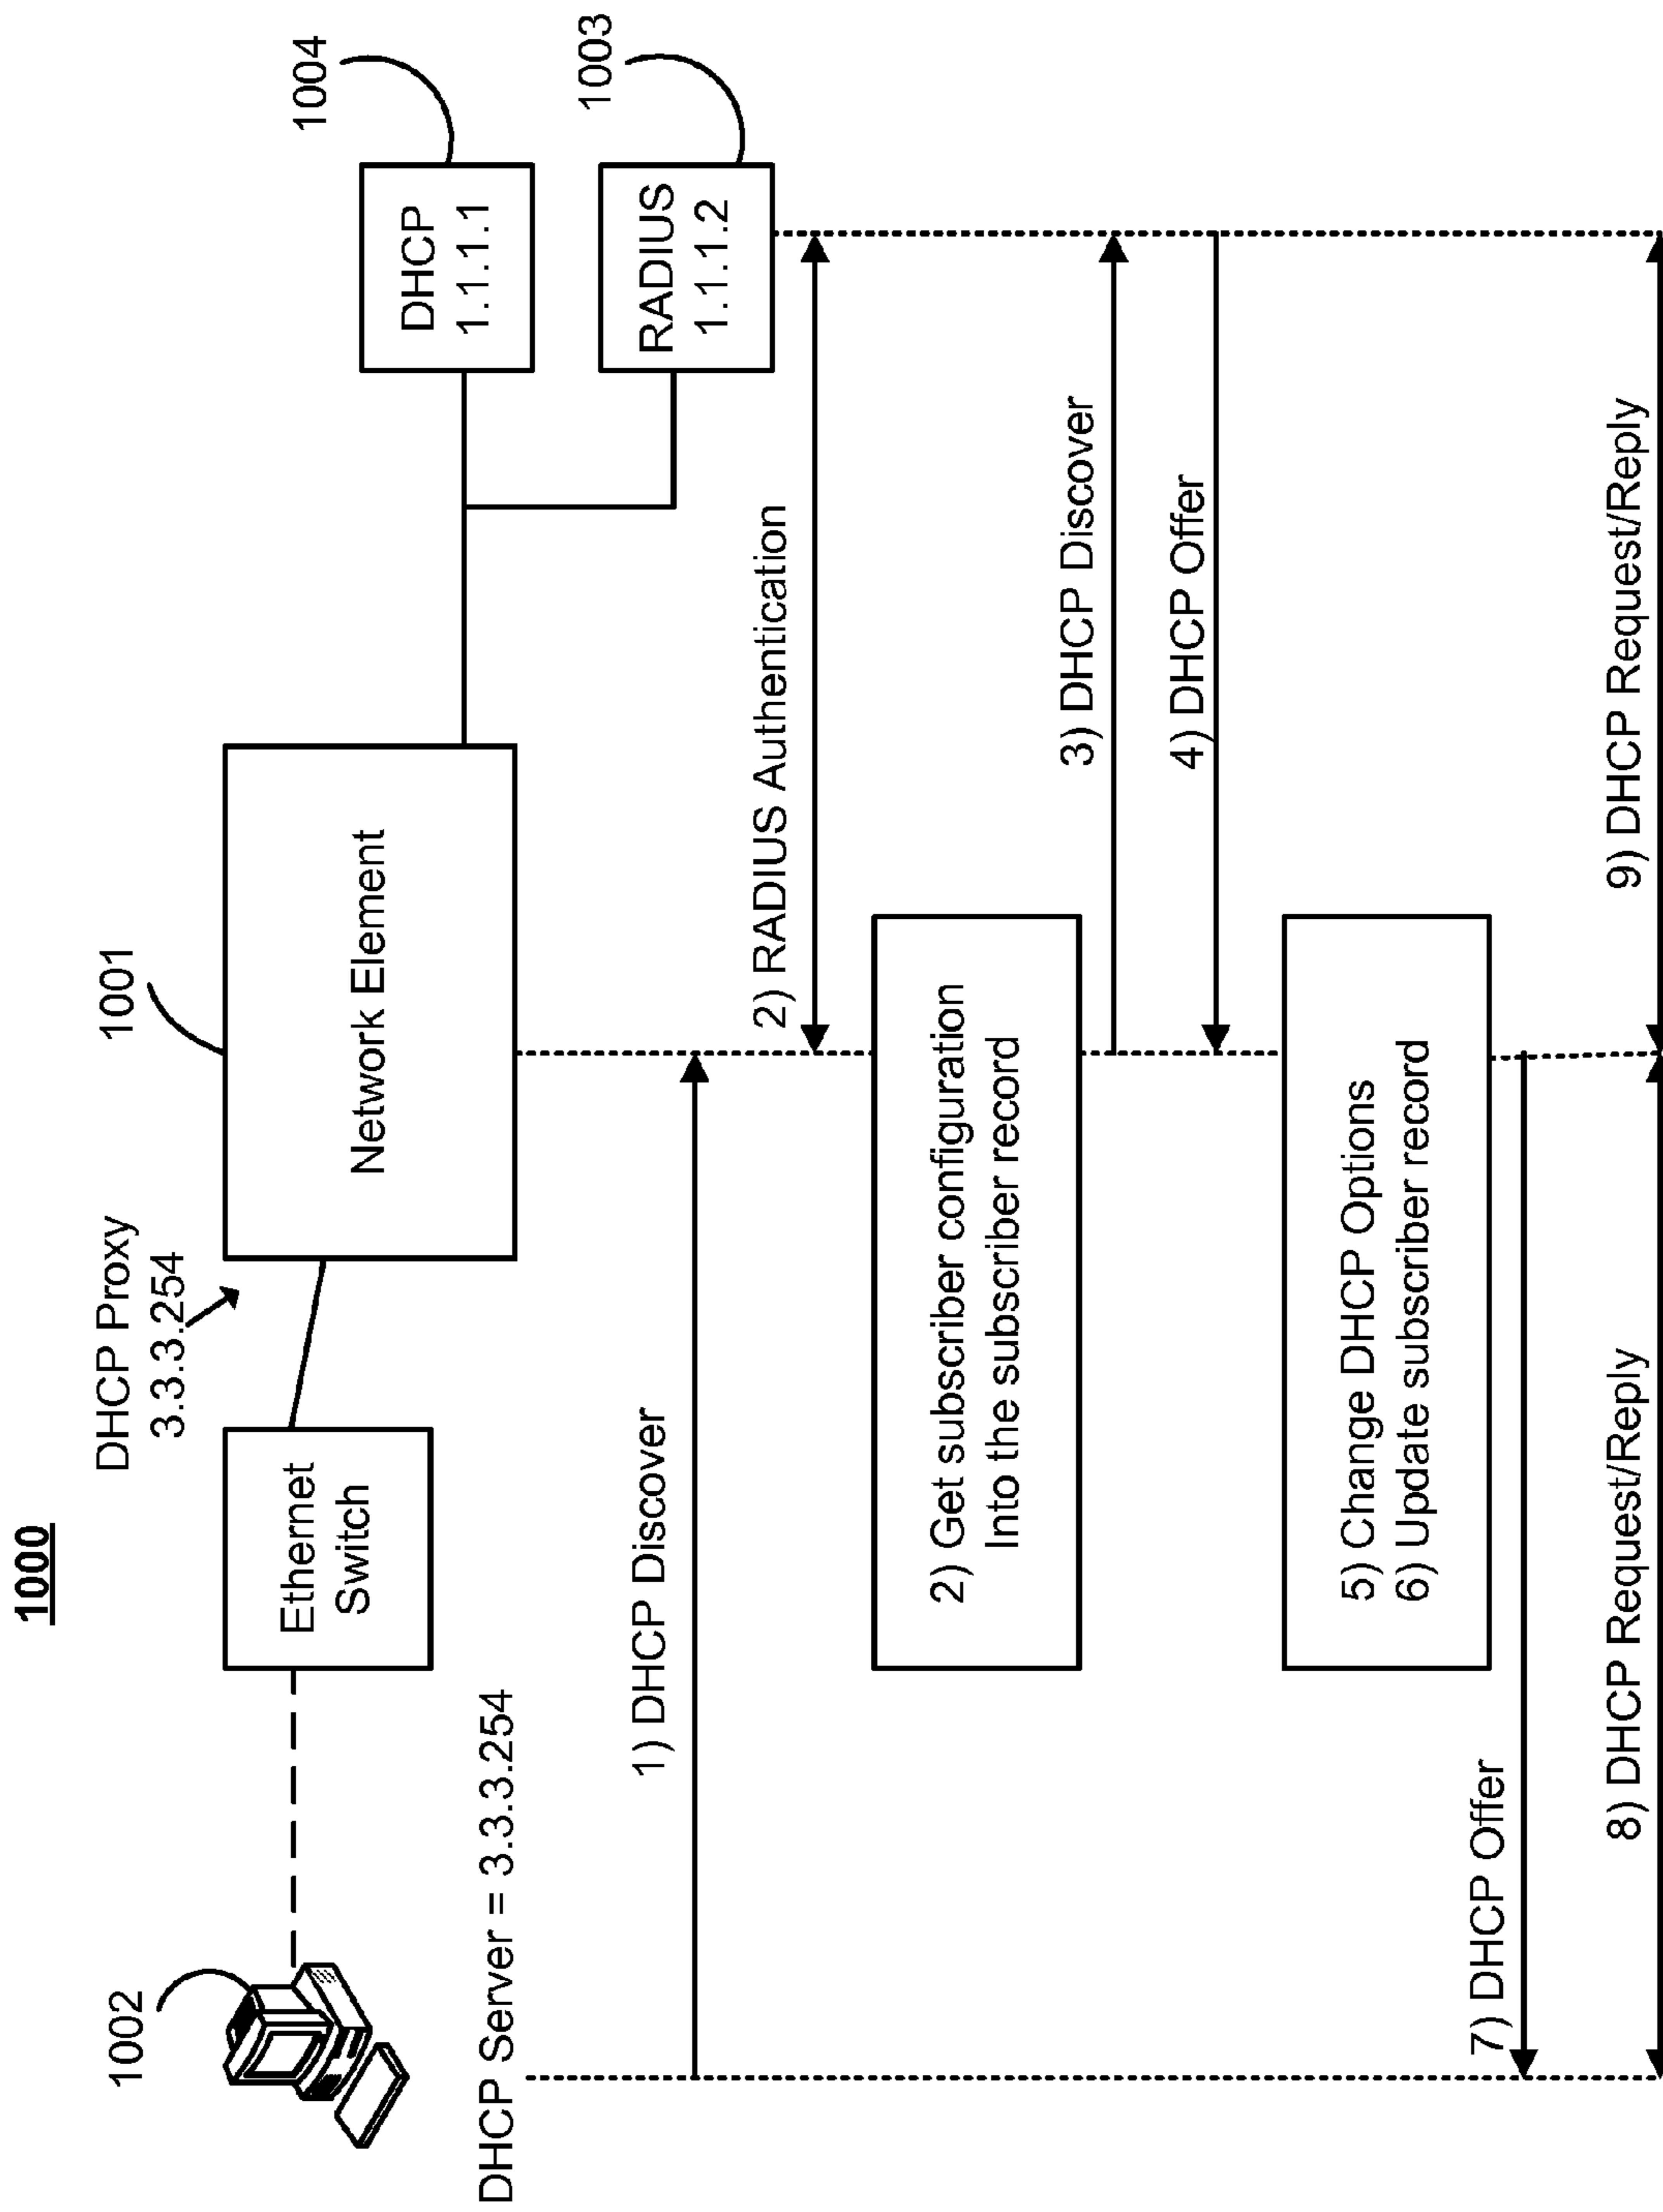 1000
1002
DHCP Proxy
3.3.3.254
1001
1004
1003
Ethernet
Switch
Network Element
DHCP
1.1.1.1
RADIUS
1.1.1.2
DHCP Server = 3.3.3.254
1) DHCP Discover
2) RADIUS Authentication
2) Get subscriber configuration
Into the subscriber record
3) DHCP Discover
4) DHCP Offer
5) Change DHCP Options
6) Update subscriber record
7) DHCP Offer
8) DHCP Request/Reply
9) DHCP Request/Reply